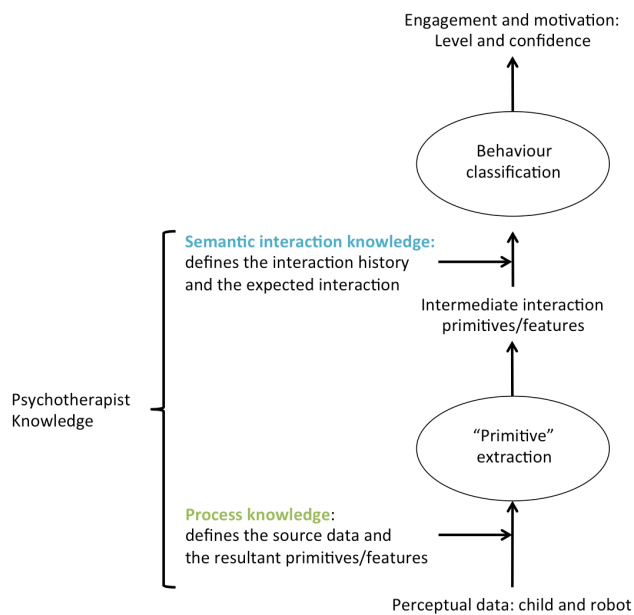 Engagement and motivation:
Level and confidence
Behaviour
classification
Semantic interaction knowledge:
defines the interaction history
and the expected interaction
Intermediate interaction
primitives/features
Psychotherapist
Knowledge
“Primitive”
extraction
Process knowledge:
defines the source data and
the resultant primitives/features
Perceptual data: child and robot